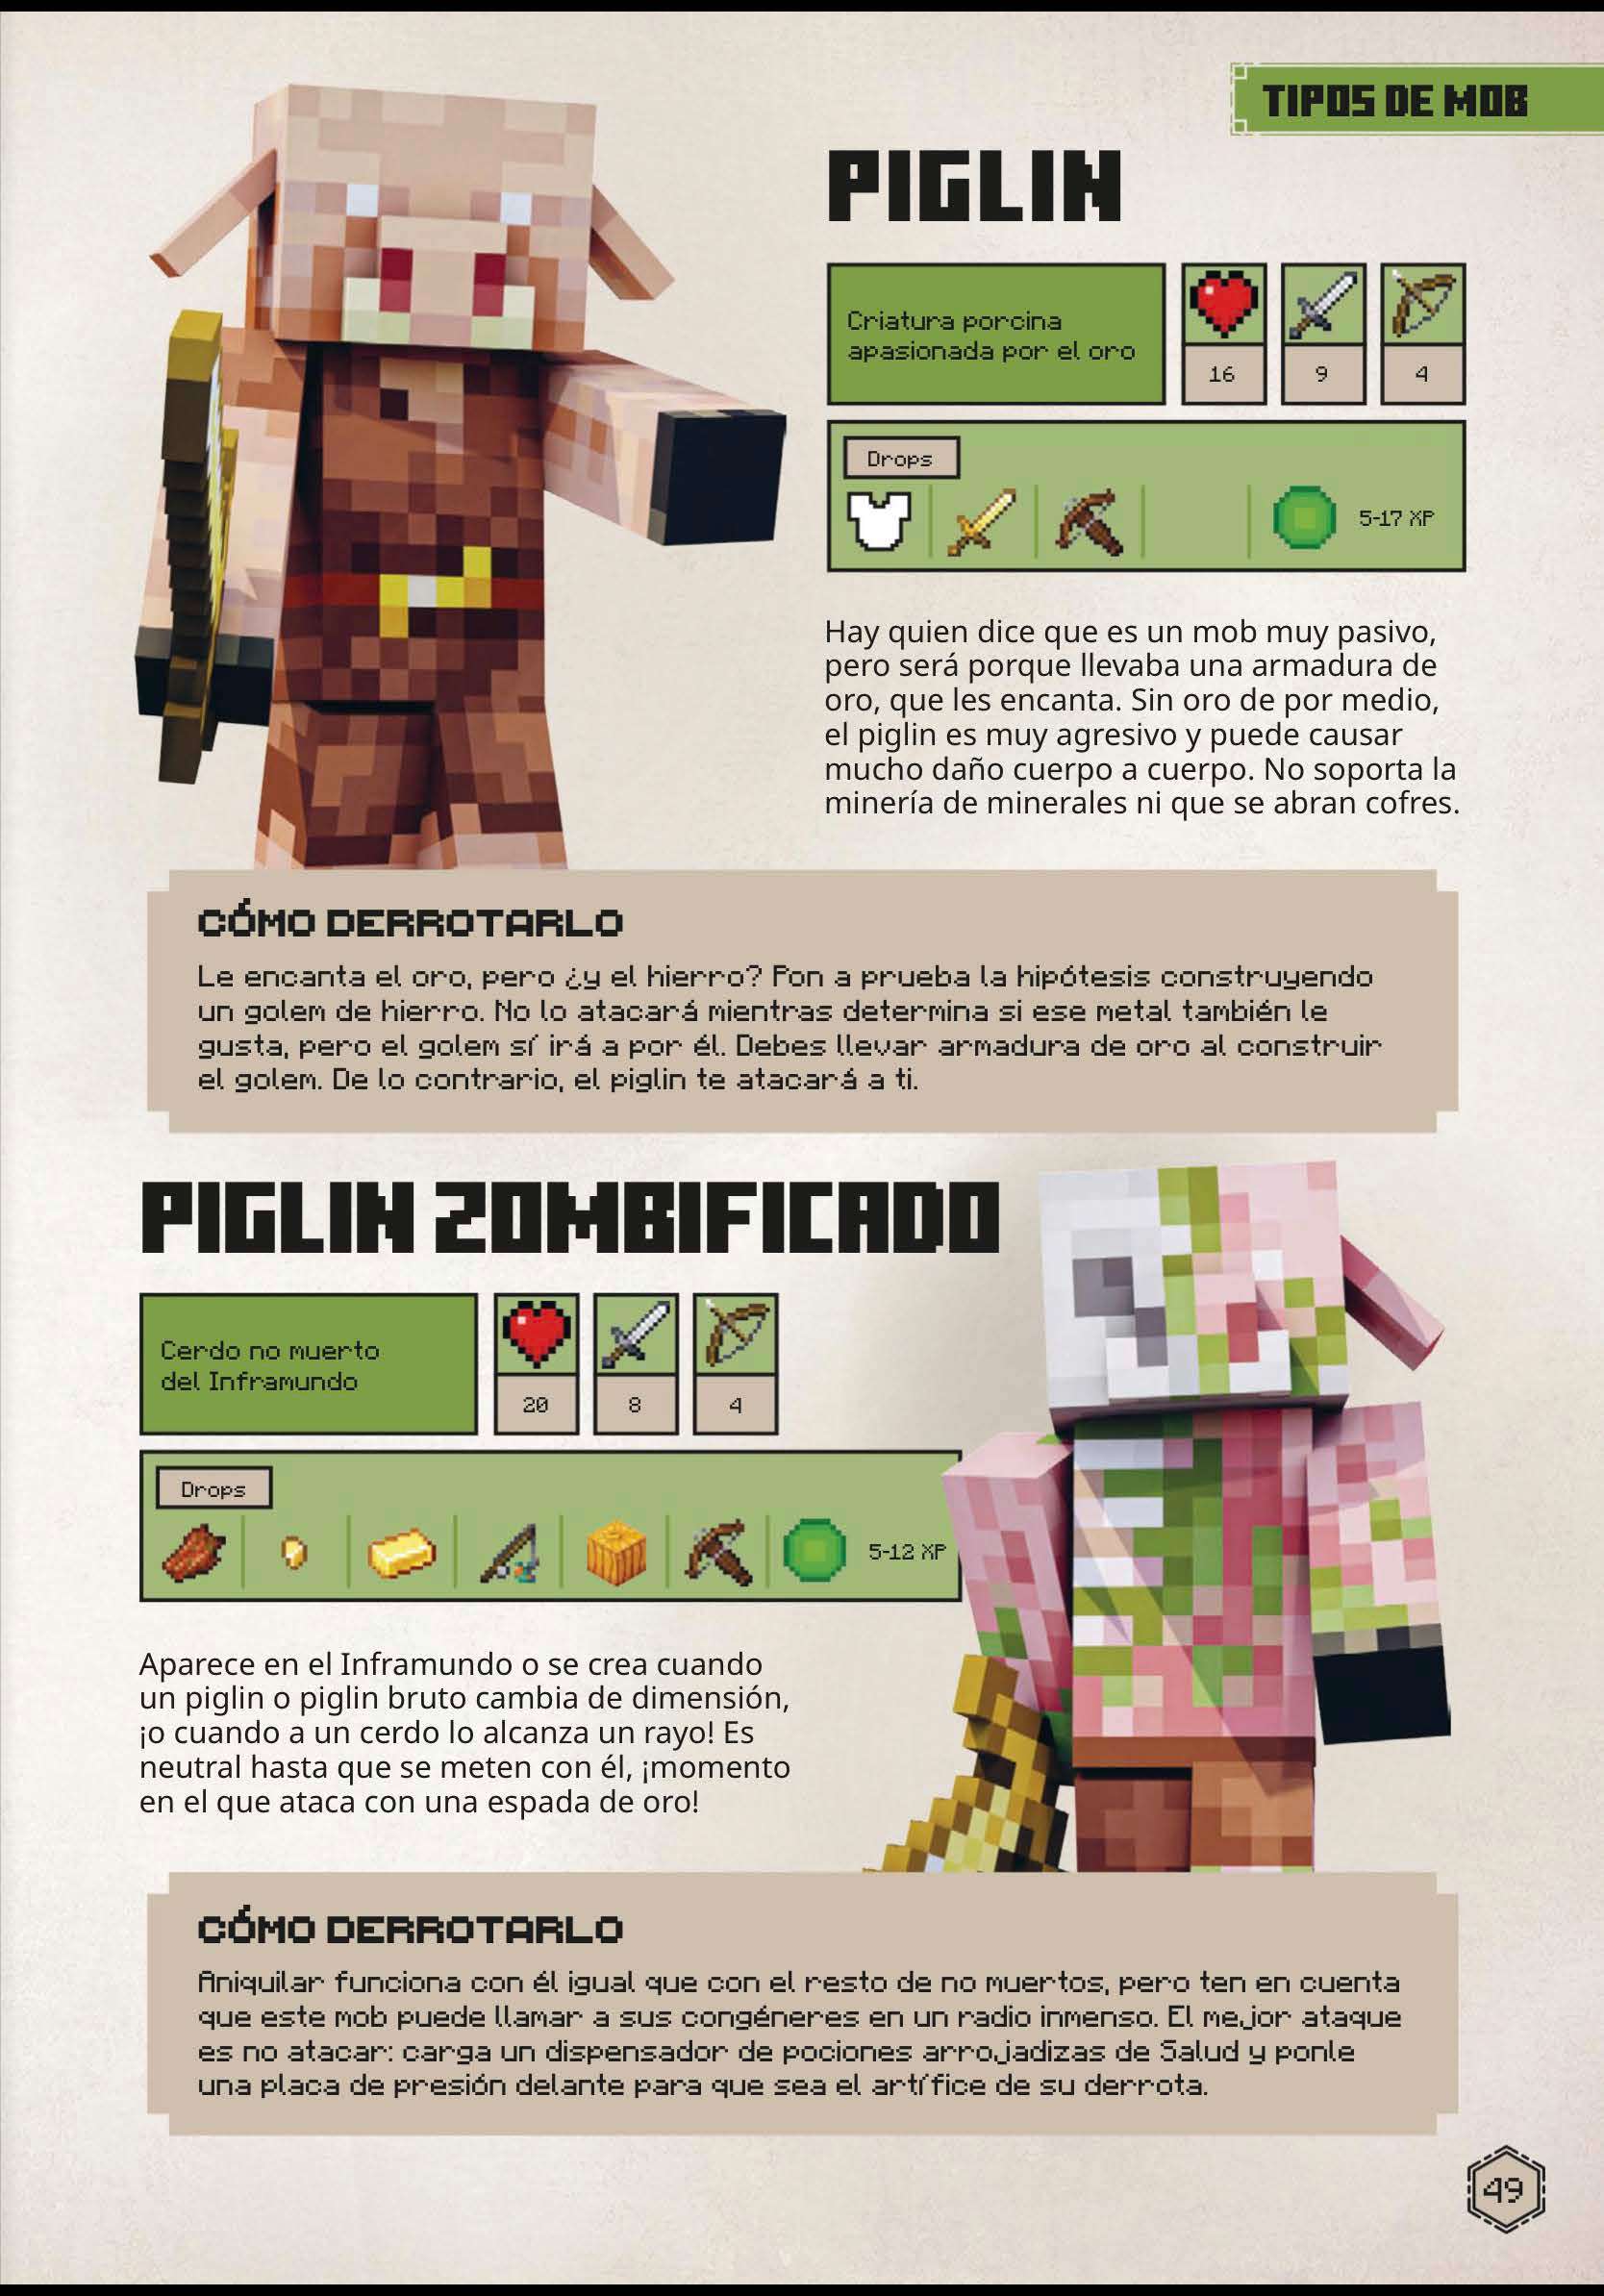 TIPOS DE MOB
PIGLIN
Criatura porcina
apasionada por el oro
16
9
4
Drops
5-17 XP
Hay quien dice que es un mob muy pasivo,
pero será porque llevaba una armadura de
oro, que les encanta. Sin oro de por medio,
el piglin es muy agresivo y puede causar
mucho daño cuerpo a cuerpo. No soporta la
minería de minerales ni que se abran cofres.
CÓMO DERROTARLO
Le encanta el oro, pero ¿y el hierro? Pon a prueba la hipótesis construyendo
un golem de hierro. No lo atacará mientras determina si ese metal también le
gusta, pero el golem sí irá a por él. Debes llevar armadura de oro al construir
el golem. De lo contrario, el piglin te atacará a ti.
PIGLIN ZOMBIFICADO
Cerdo no muerto
del Inframundo
20
8
4
Drops
5-12 XP
Aparece en el Inframundo o se crea cuando
un piglin o piglin bruto cambia de dimensión,
¡o cuando a un cerdo lo alcanza un rayo! Es
neutral hasta que se meten con él, ¡momento
en el que ataca con una espada de oro!
CÓMO DERROTARLO
Aniquilar funciona con él igual que con el resto de no muertos, pero ten en cuenta
que este mob puede llamar a sus congéneres en un radio inmenso. El mejor ataque
es no atacar: carga un dispensador de pociones arrojadizas de Salud y ponle
una placa de presión delante para que sea el artífice de su derrota.
49